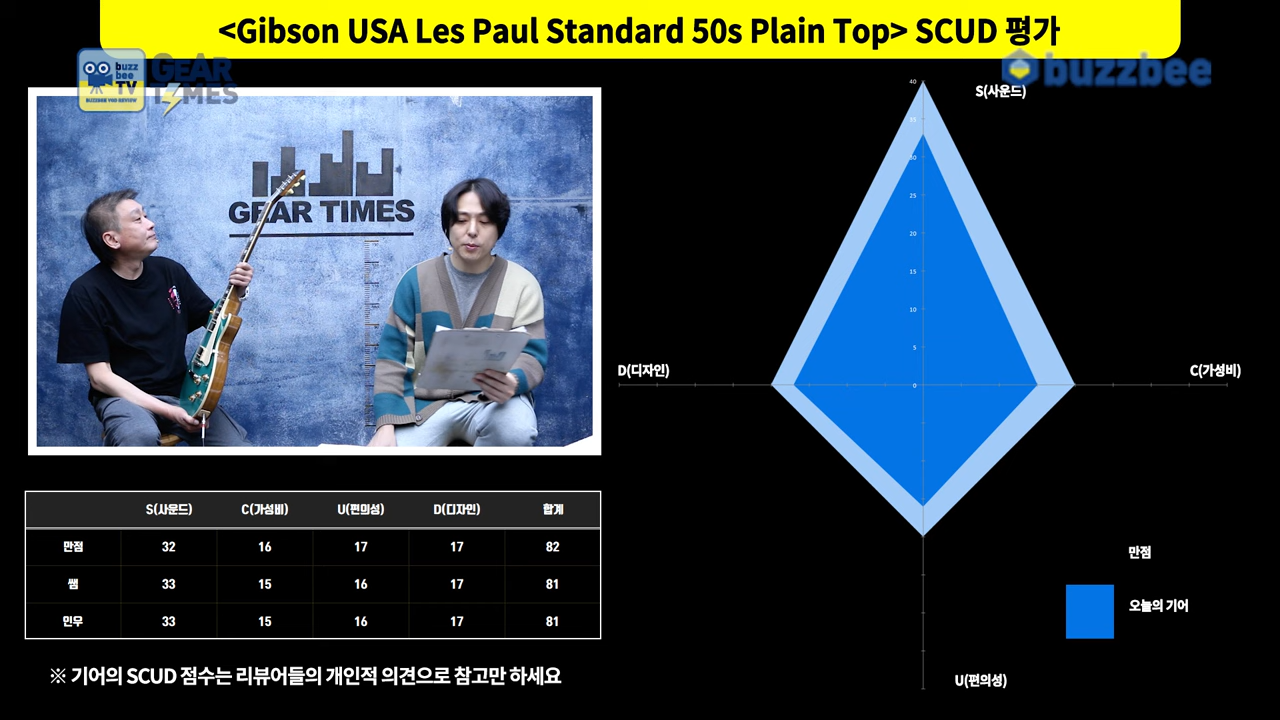 <Gibson USA Les Paul Standard 50s Plain Top> SCUD 평가
buzz
bee
TV
BUZZBEE VOD REVIEW
GEAR
TIMES
buzzbee
GEAR TIMES
S(사운드)
40
35
30
25
20
15
10
5
0
D(디자인)
C(가성비)
U(편의성)
만점
오늘의 기어
S(사운드) C(가성비) U(편의성) D(디자인) 합계
만점 32 16 17 17 82
쌤 33 15 16 17 81
민우 33 15 16 17 81
※ 기어의 SCUD 점수는 리뷰어들의 개인적 의견으로 참고만 하세요